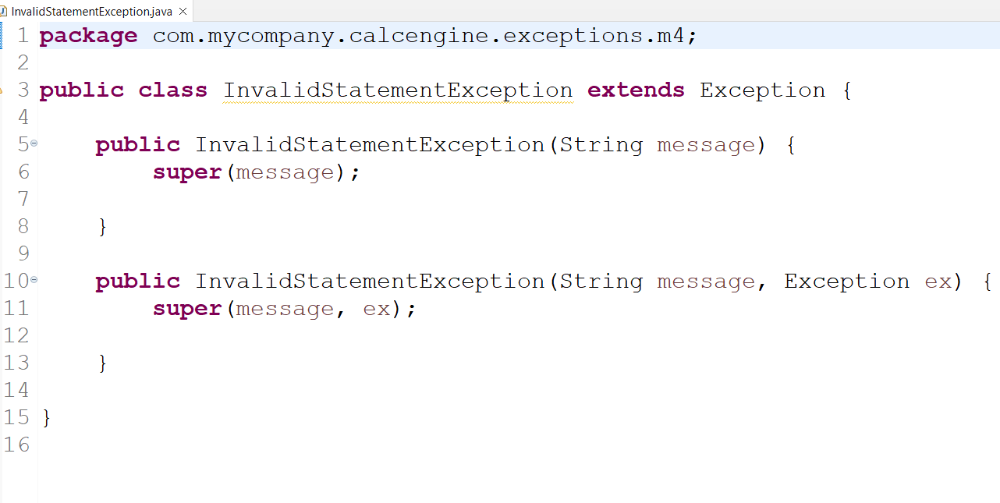 InvalidStatementException.java
1 package com.mycompany.calcengine.exceptions.m4;
2
3 public class InvalidStatementException extends Exception {
4
5 public InvalidStatementException(String message) {
6 super(message);
7
8 }
9
10 public InvalidStatementException(String message, Exception ex) {
11 super(message, ex);
12
13 }
14
15 }
16